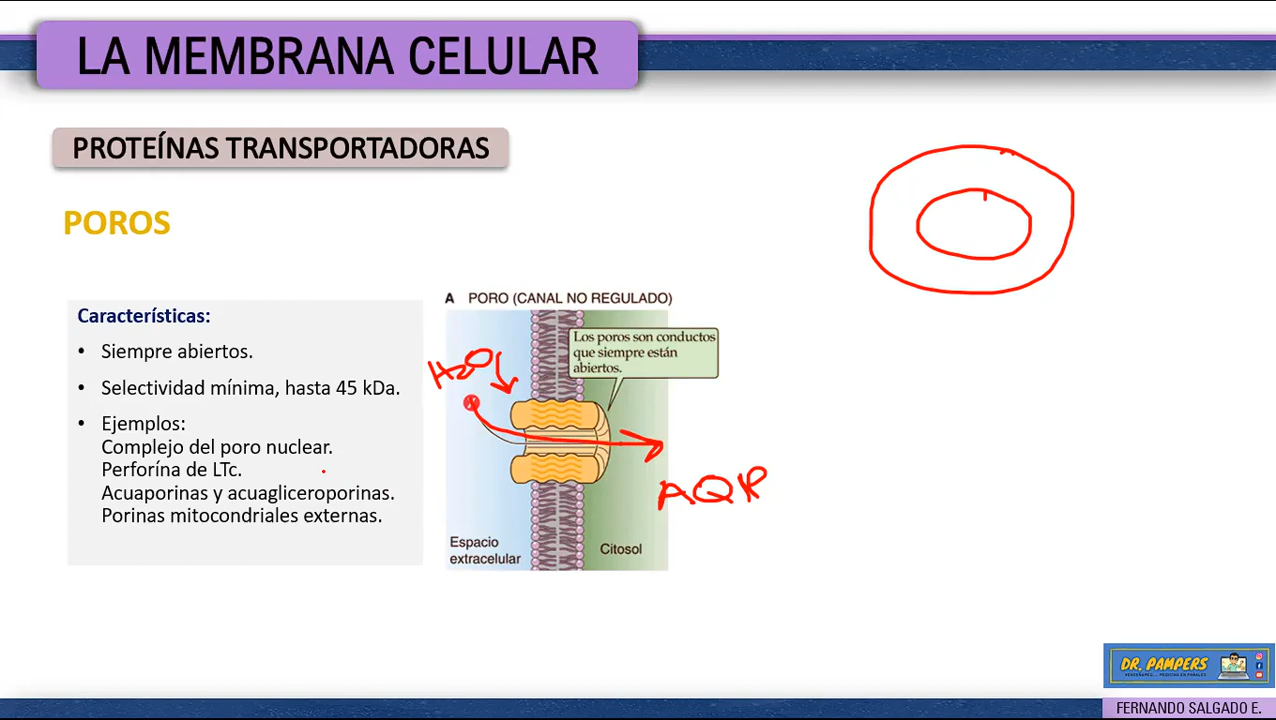 LA MEMBRANA CELULAR
PROTEÍNAS TRANSPORTADORAS
POROS
Características:
• Siempre abiertos.
• Selectividad mínima, hasta 45 kDa.
• Ejemplos:
Complejo del poro nuclear.
Perforína de LTc.
Acuaporinas y acuagliceroporinas.
Porinas mitocondriales externas.
A PORO (CANAL NO REGULADO)
Los poros son conductos
que siempre están
abiertos.
H2O
AQP
Espacio
extracelular
Citosol
DR. PAMPERS
FERNANDO SALGADO E.